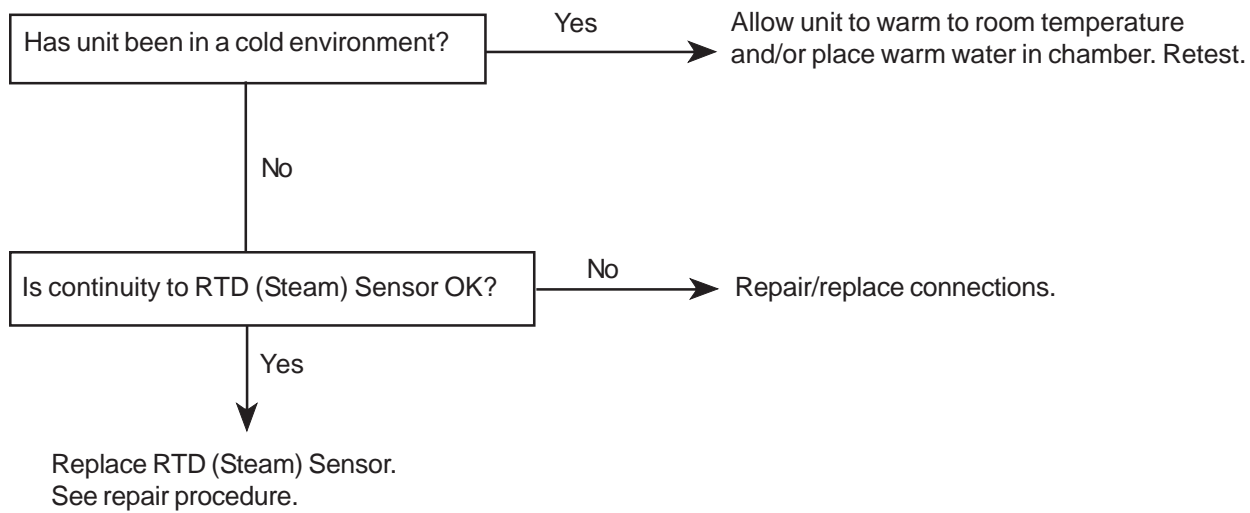 Has unit been in a cold environment?
Yes
Allow unit to warm to room temperature
and/or place warm water in chamber. Retest.
No
Is continuity to RTD (Steam) Sensor OK?
No
Repair/replace connections.
Yes
Replace RTD (Steam) Sensor.
See repair procedure.